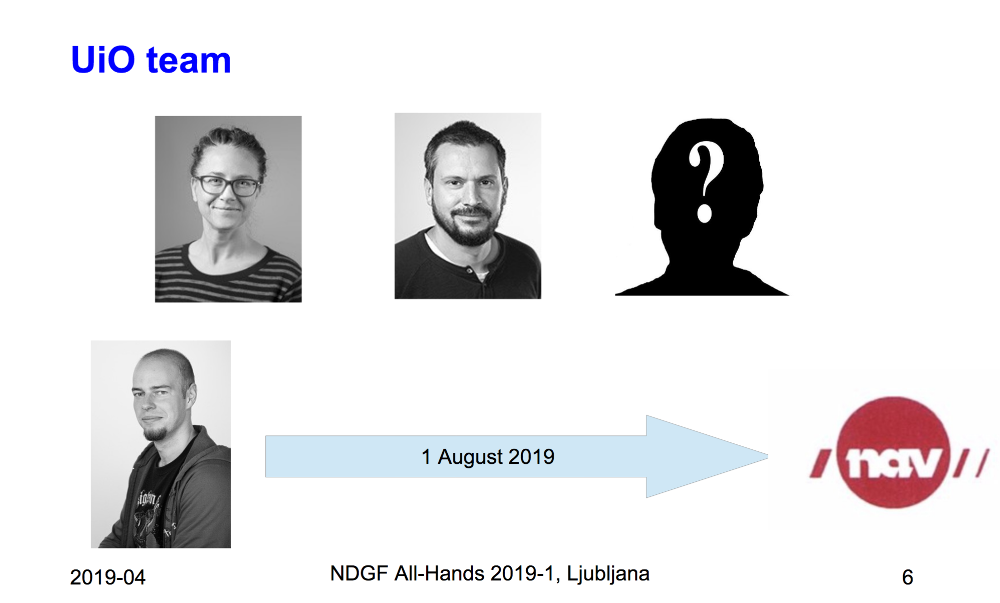 UiO team
?
1 August 2019
/ nav //
2019-04
NDGF All-Hands 2019-1, Ljubljana
6